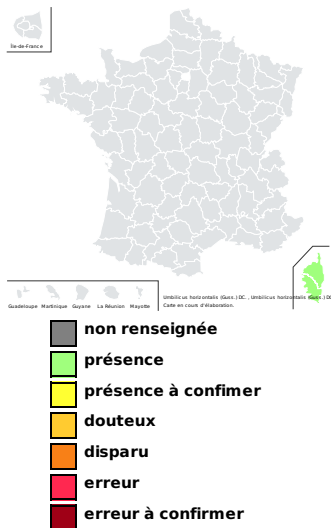 Île-de-France
Guadeloupe Martinique Guyane La Réunion Mayotte
Umbilicus horizontalis (Guss.) DC. , Umbilicus horizontalis (Guss.) DC
Carte en cours d'élaboration.
non renseignée
présence
présence à confimer
douteux
disparu
erreur
erreur à confirmer